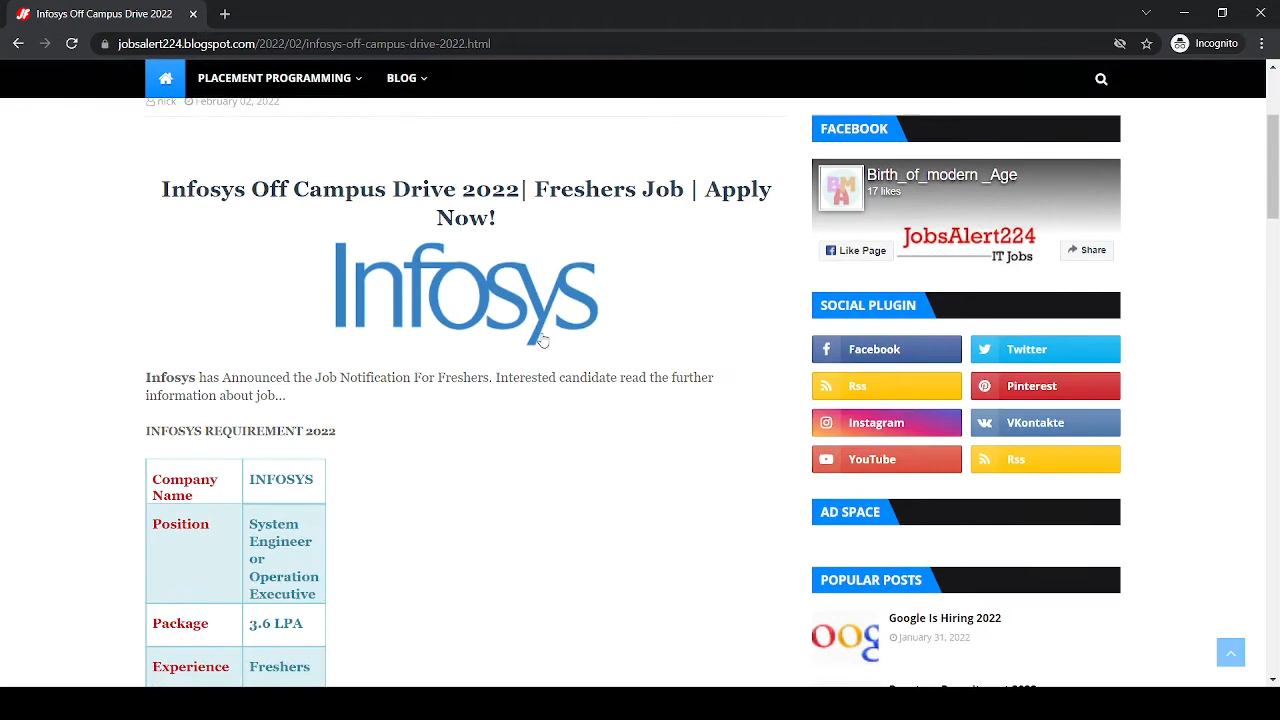 Infosys Off Campus Drive 2022
jobsalert224.blogspot.com/2022/02/infosys-off-campus-drive-2022.html
Incognito
PLACEMENT PROGRAMMING
BLOG
nick February 02, 2022
Infosys Off Campus Drive 2022| Freshers Job | Apply
Now!
Infosys
Infosys has Announced the Job Notification For Freshers. Interested candidate read the further
information about job...
INFOSYS REQUIREMENT 2022
Company
Name
INFOSYS
Position
System
Engineer
or
Operation
Executive
Package
3.6 LPA
Experience
Freshers
FACEBOOK
BMA
Birth_of_modern _Age
17 likes
JobsAlert224
IT Jobs
Like Page
Share
SOCIAL PLUGIN
Facebook
Twitter
Rss
Pinterest
Instagram
VKontakte
YouTube
Rss
AD SPACE
POPULAR POSTS
Google Is Hiring 2022
January 31, 2022